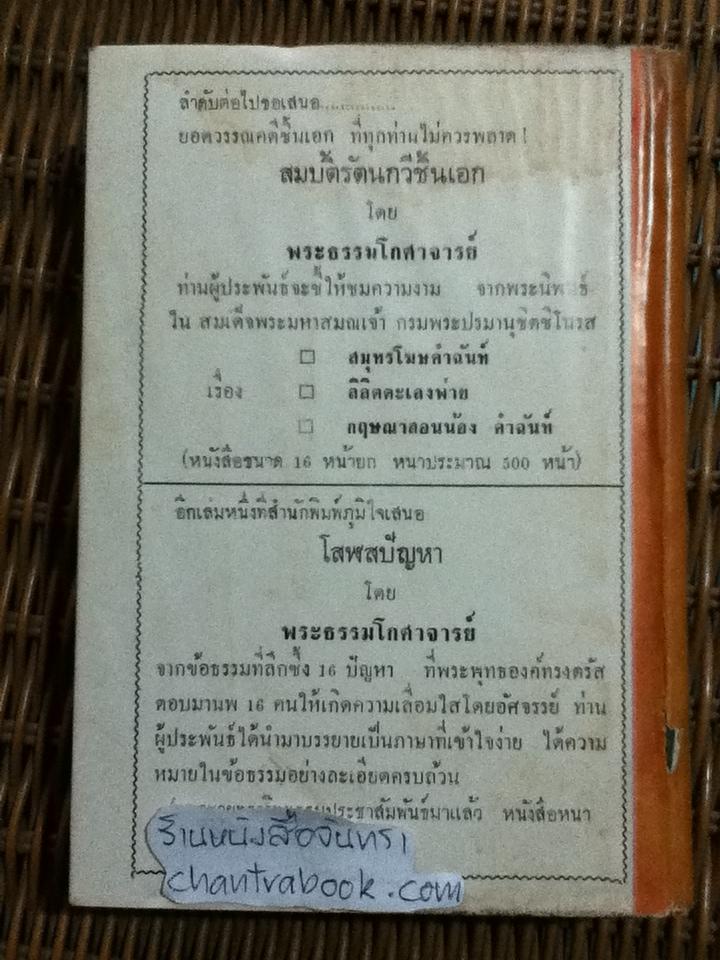 ลำดับต่อไปขอเสนอ...............
ยอดวรรณคดีชั้นเอก ที่ทุกท่านไม่ควรพลาด !
สมบัติรัตนกวีชั้นเอก
โดย
พระธรรมโกศาจารย์
ท่านผู้ประพันธ์จะชี้ให้ชมความงาม จากพระนิพนธ์
ใน สมเด็จพระมหาสมณเจ้า กรมพระปรมานุชิตชิโนรส
□ สมุทรโฆษคำฉันท์
เรื่อง □ ลิลิตตะเลงพ่าย
□ กฤษณาสอนน้อง คำฉันท์
(หนังสือขนาด 16 หน้ายก หนาประมาณ 500 หน้า)
อีกเล่มหนึ่งที่สำนักพิมพ์ภูมิใจเสนอ
โสฬสปัญหา
โดย
พระธรรมโกศาจารย์
จากข้อธรรมที่ลึกซึ้ง 16 ปัญหา ที่พระพุทธองค์ทรงตรัส
ตอบมานพ 16 คนให้เกิดความเลื่อมใสโดยอัศจรรย์ ท่าน
ผู้ประพันธ์ได้นำมาบรรยายเป็นภาษาที่เข้าใจง่าย ได้ความ
หมายในข้อธรรมอย่างละเอียดครบถ้วน
ประชาสัมพันธ์มาแล้ว หนังสือหนา
ร้านหนังสือจันทรา
chantrabook.com